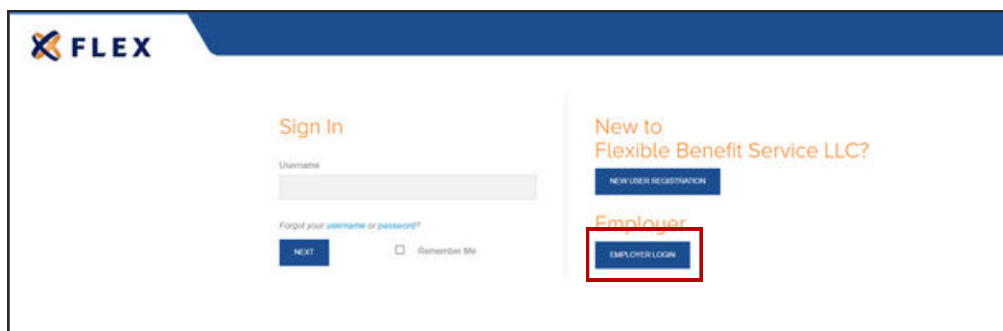 FLEX
Sign In
Username
Forgot your username or password?
NEXT
Remember Me
New to
Flexible Benefit Service LLC?
NEW USER REGISTRATION
Employer
EMPLOYER LOGIN